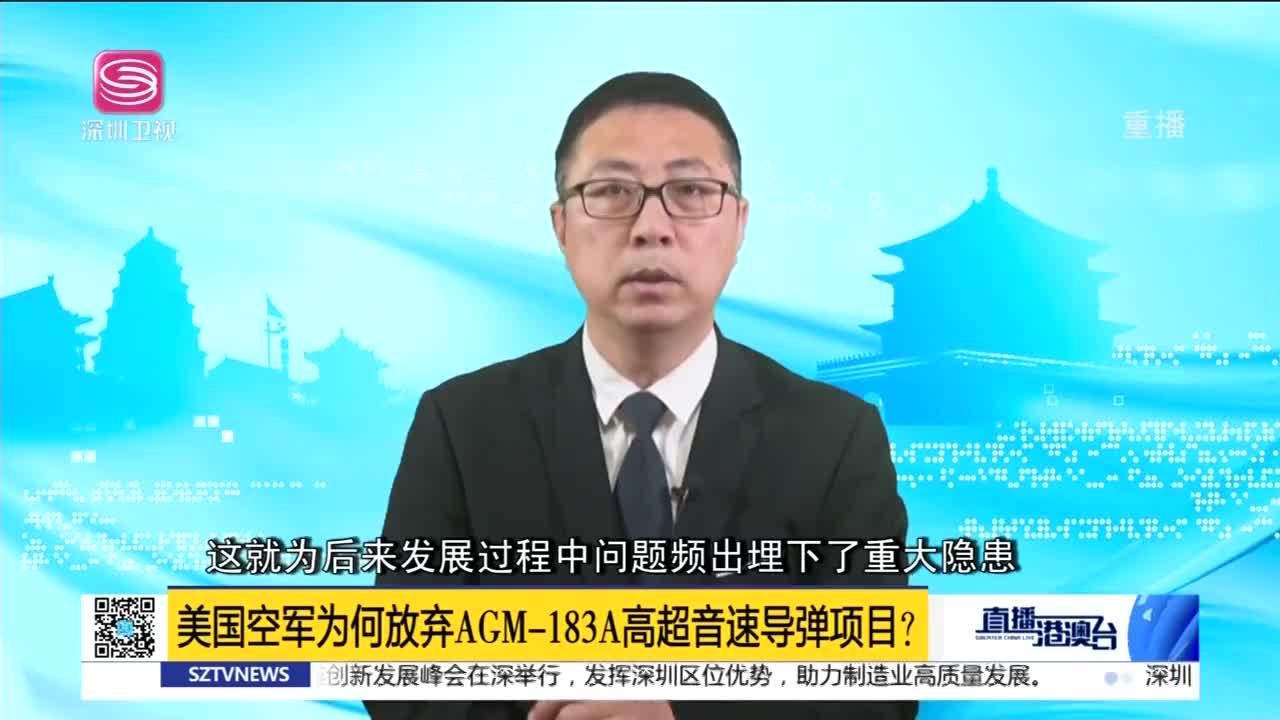 深圳卫视
重播
这就为后来发展过程中问题频出埋下了重大隐患
美国空军为何放弃AGM-183A高超音速导弹项目?
直播港澳台
GREATER CHINA LIVE
SZTVNEWS
创新发展峰会在深举行，发挥深圳区位优势，助力制造业高质量发展。
深圳